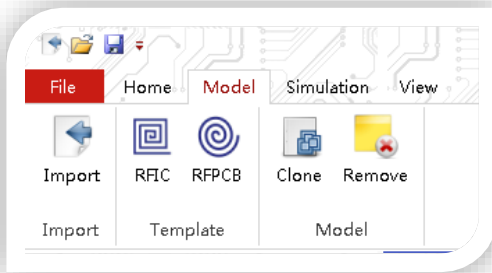 File Home Model Simulation View
Import RFIC RFPCB Clone Remove
Import Template Model